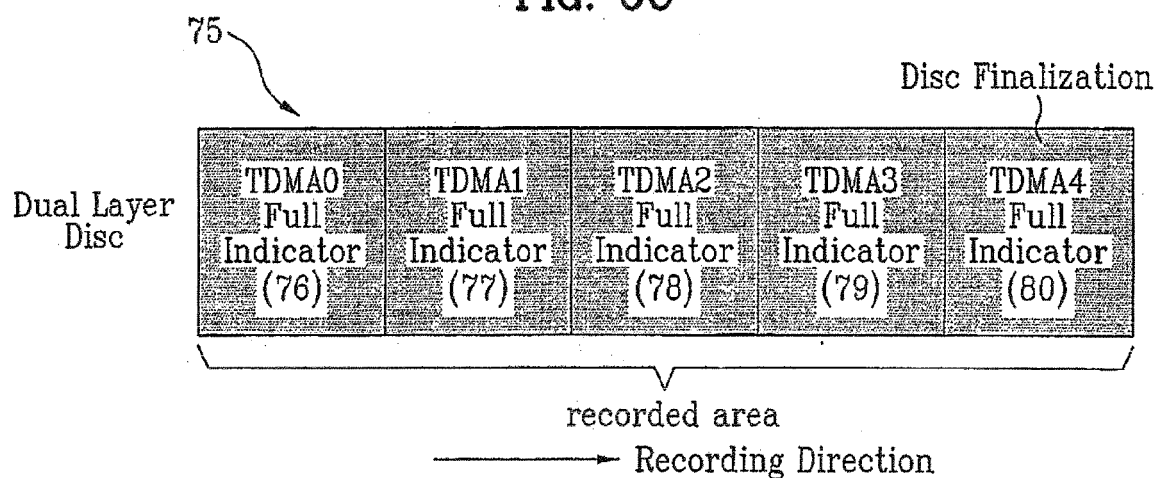 75
Disc Finalization
Dual Layer
Disc
TDMA0
Full
Indicator
(76)
TDMA1
Full
Indicator
(77)
TDMA2
Full
Indicator
(78)
TDMA3
Full
Indicator
(79)
TDMA4
Full
Indicator
(80)
recorded area
Recording Direction